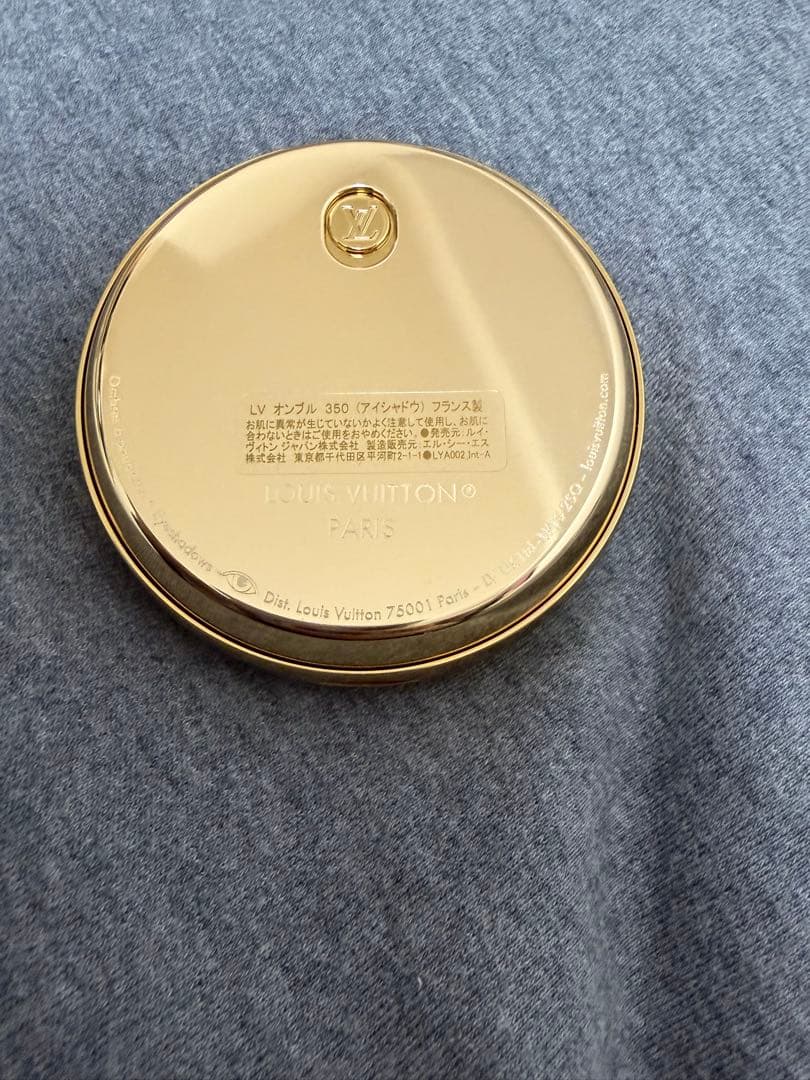 LV
LV オンブル 350 (アイシャドウ) フランス製
お肌に異常が生じていないかよく注意して使用し、お肌に
合わないときはご使用をおやめください。●発売元:ルイ・
ヴィトン ジャパン株式会社 製造販売元:エル・シー・エス
株式会社 東京都千代田区平河町2-1-1●LYA002_Int-A
LOUIS VUITTON
PARIS
Eyeshadows
Dist. Louis Vuitton 75001 Paris -
- louisvuitton.com